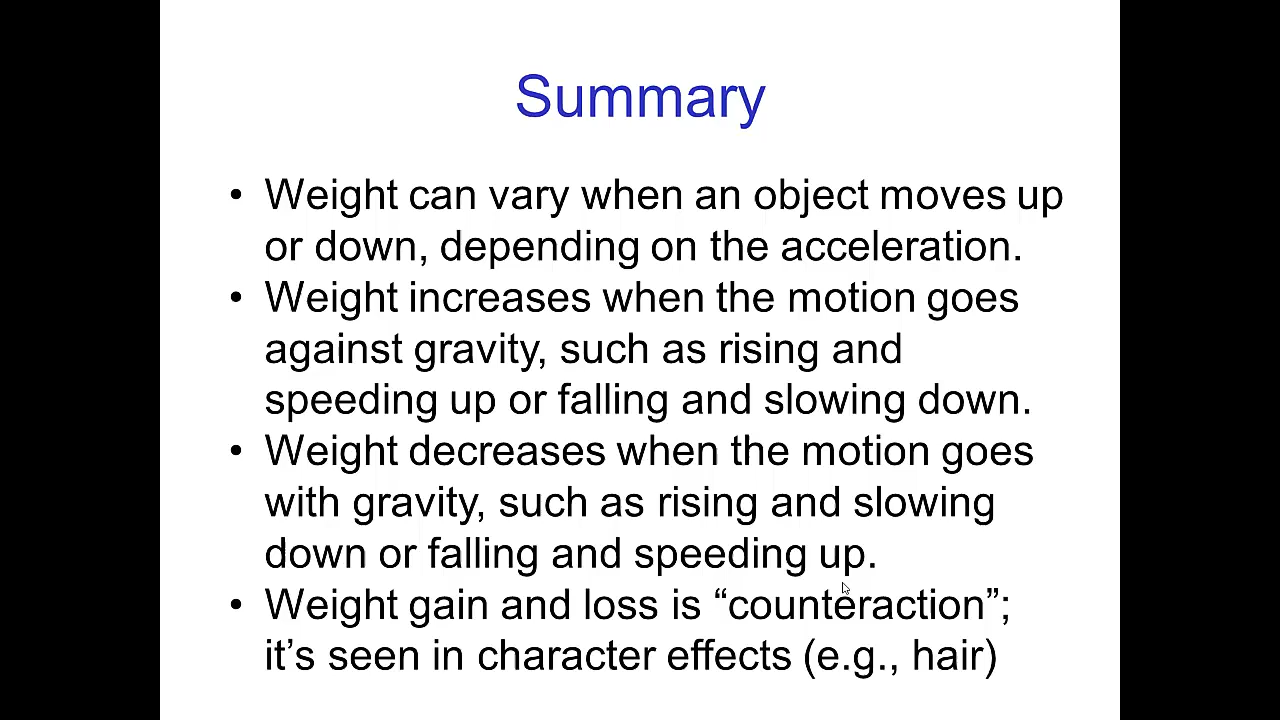 Summary
• Weight can vary when an object moves up
or down, depending on the acceleration.
• Weight increases when the motion goes
against gravity, such as rising and
speeding up or falling and slowing down.
• Weight decreases when the motion goes
with gravity, such as rising and slowing
down or falling and speeding up.
• Weight gain and loss is “counteraction”;
it’s seen in character effects (e.g., hair)